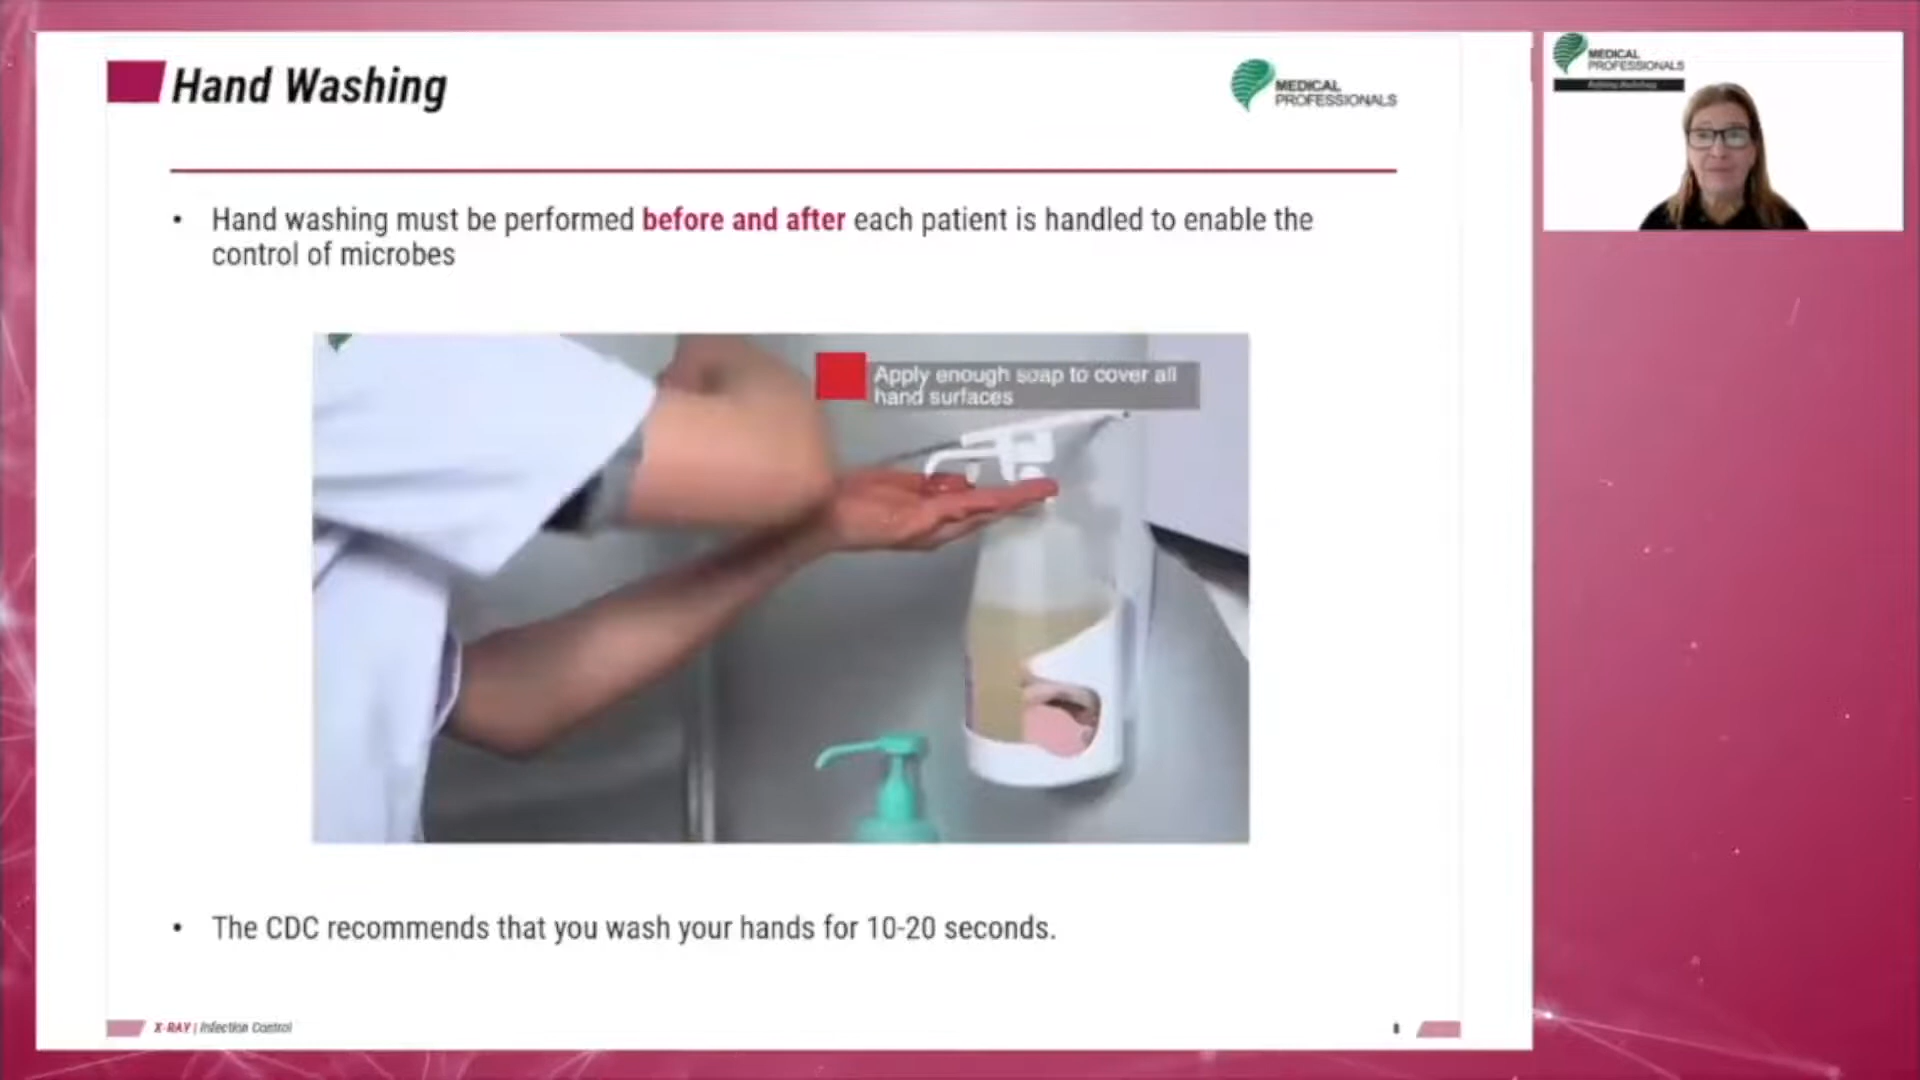 Hand Washing
MEDICAL
PROFESSIONALS
• Hand washing must be performed before and after each patient is handled to enable the
control of microbes
Apply enough soap to cover all
hand surfaces
• The CDC recommends that you wash your hands for 10-20 seconds.
X-RAY | Infection Control
MEDICAL
PROFESSIONALS